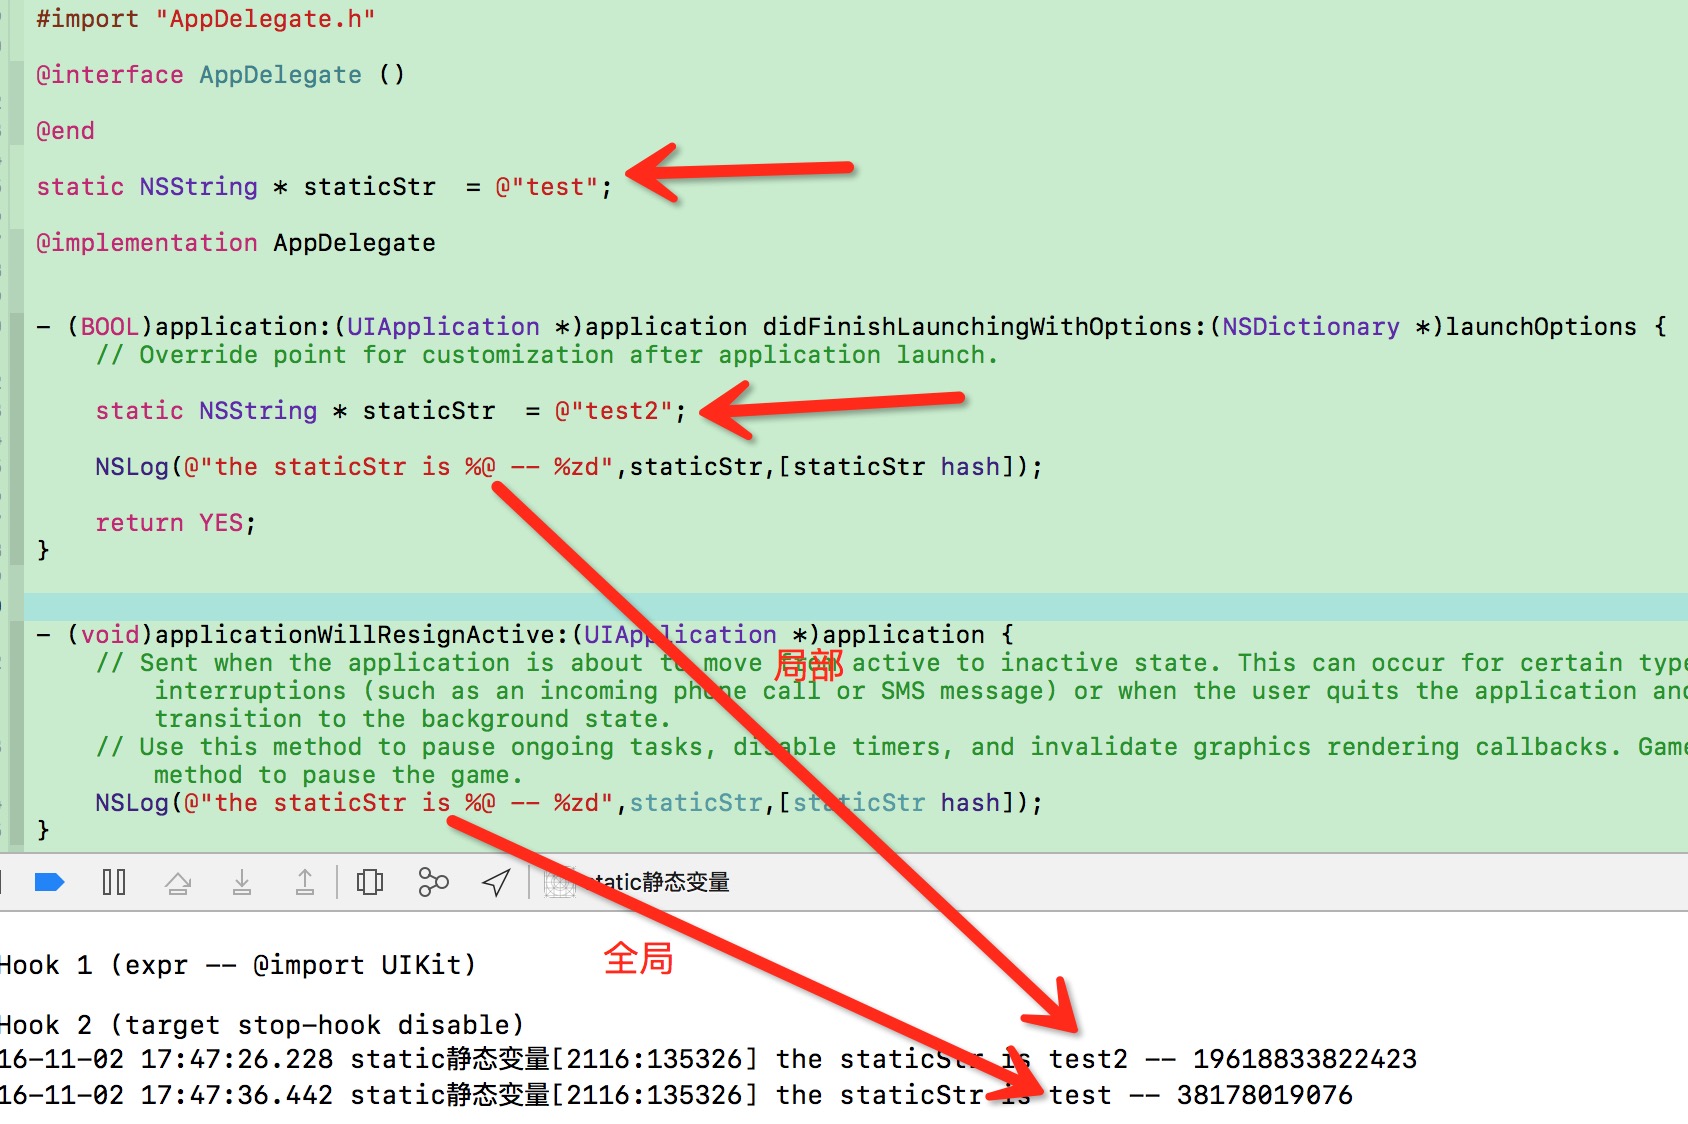 #import "AppDelegate.h"
@interface AppDelegate ()
@end
static NSString * staticStr  = @"test";
@implementation AppDelegate
- (BOOL)application:(UIApplication *)application didFinishLaunchingWithOptions:(NSDictionary *)launchOptions {
// Override point for customization after application launch.
static NSString * staticStr  = @"test2";
NSLog(@"the staticStr is %@ -- %zd",staticStr,[staticStr hash]);
return YES;
}
- (void)applicationWillResignActive:(UIApplication *)application {
局部
// Sent when the application is about to move from active to inactive state. This can occur for certain type
interruptions (such as an incoming phone call or SMS message) or when the user quits the application and
transition to the background state.
// Use this method to pause ongoing tasks, disable timers, and invalidate graphics rendering callbacks. Game
method to pause the game.
NSLog(@"the staticStr is %@ -- %zd",staticStr,[staticStr hash]);
}
static静态变量
全局
Hook 1 (expr -- @import UIKit)
Hook 2 (target stop-hook disable)
16-11-02 17:47:26.228 static静态变量[2116:135326] the staticStr is test2 -- 19618833822423
16-11-02 17:47:36.442 static静态变量[2116:135326] the staticStr is test -- 38178019076